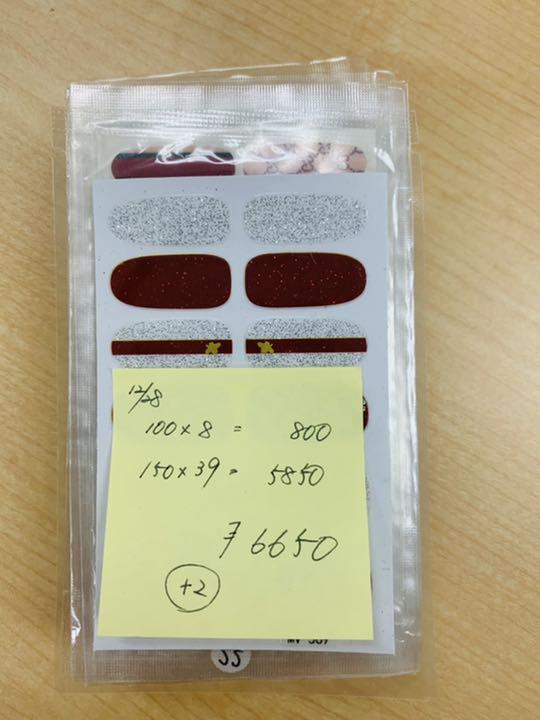 12/28
100 × 8 = 800
150 × 39 = 5850
₮ 6650
+2
55